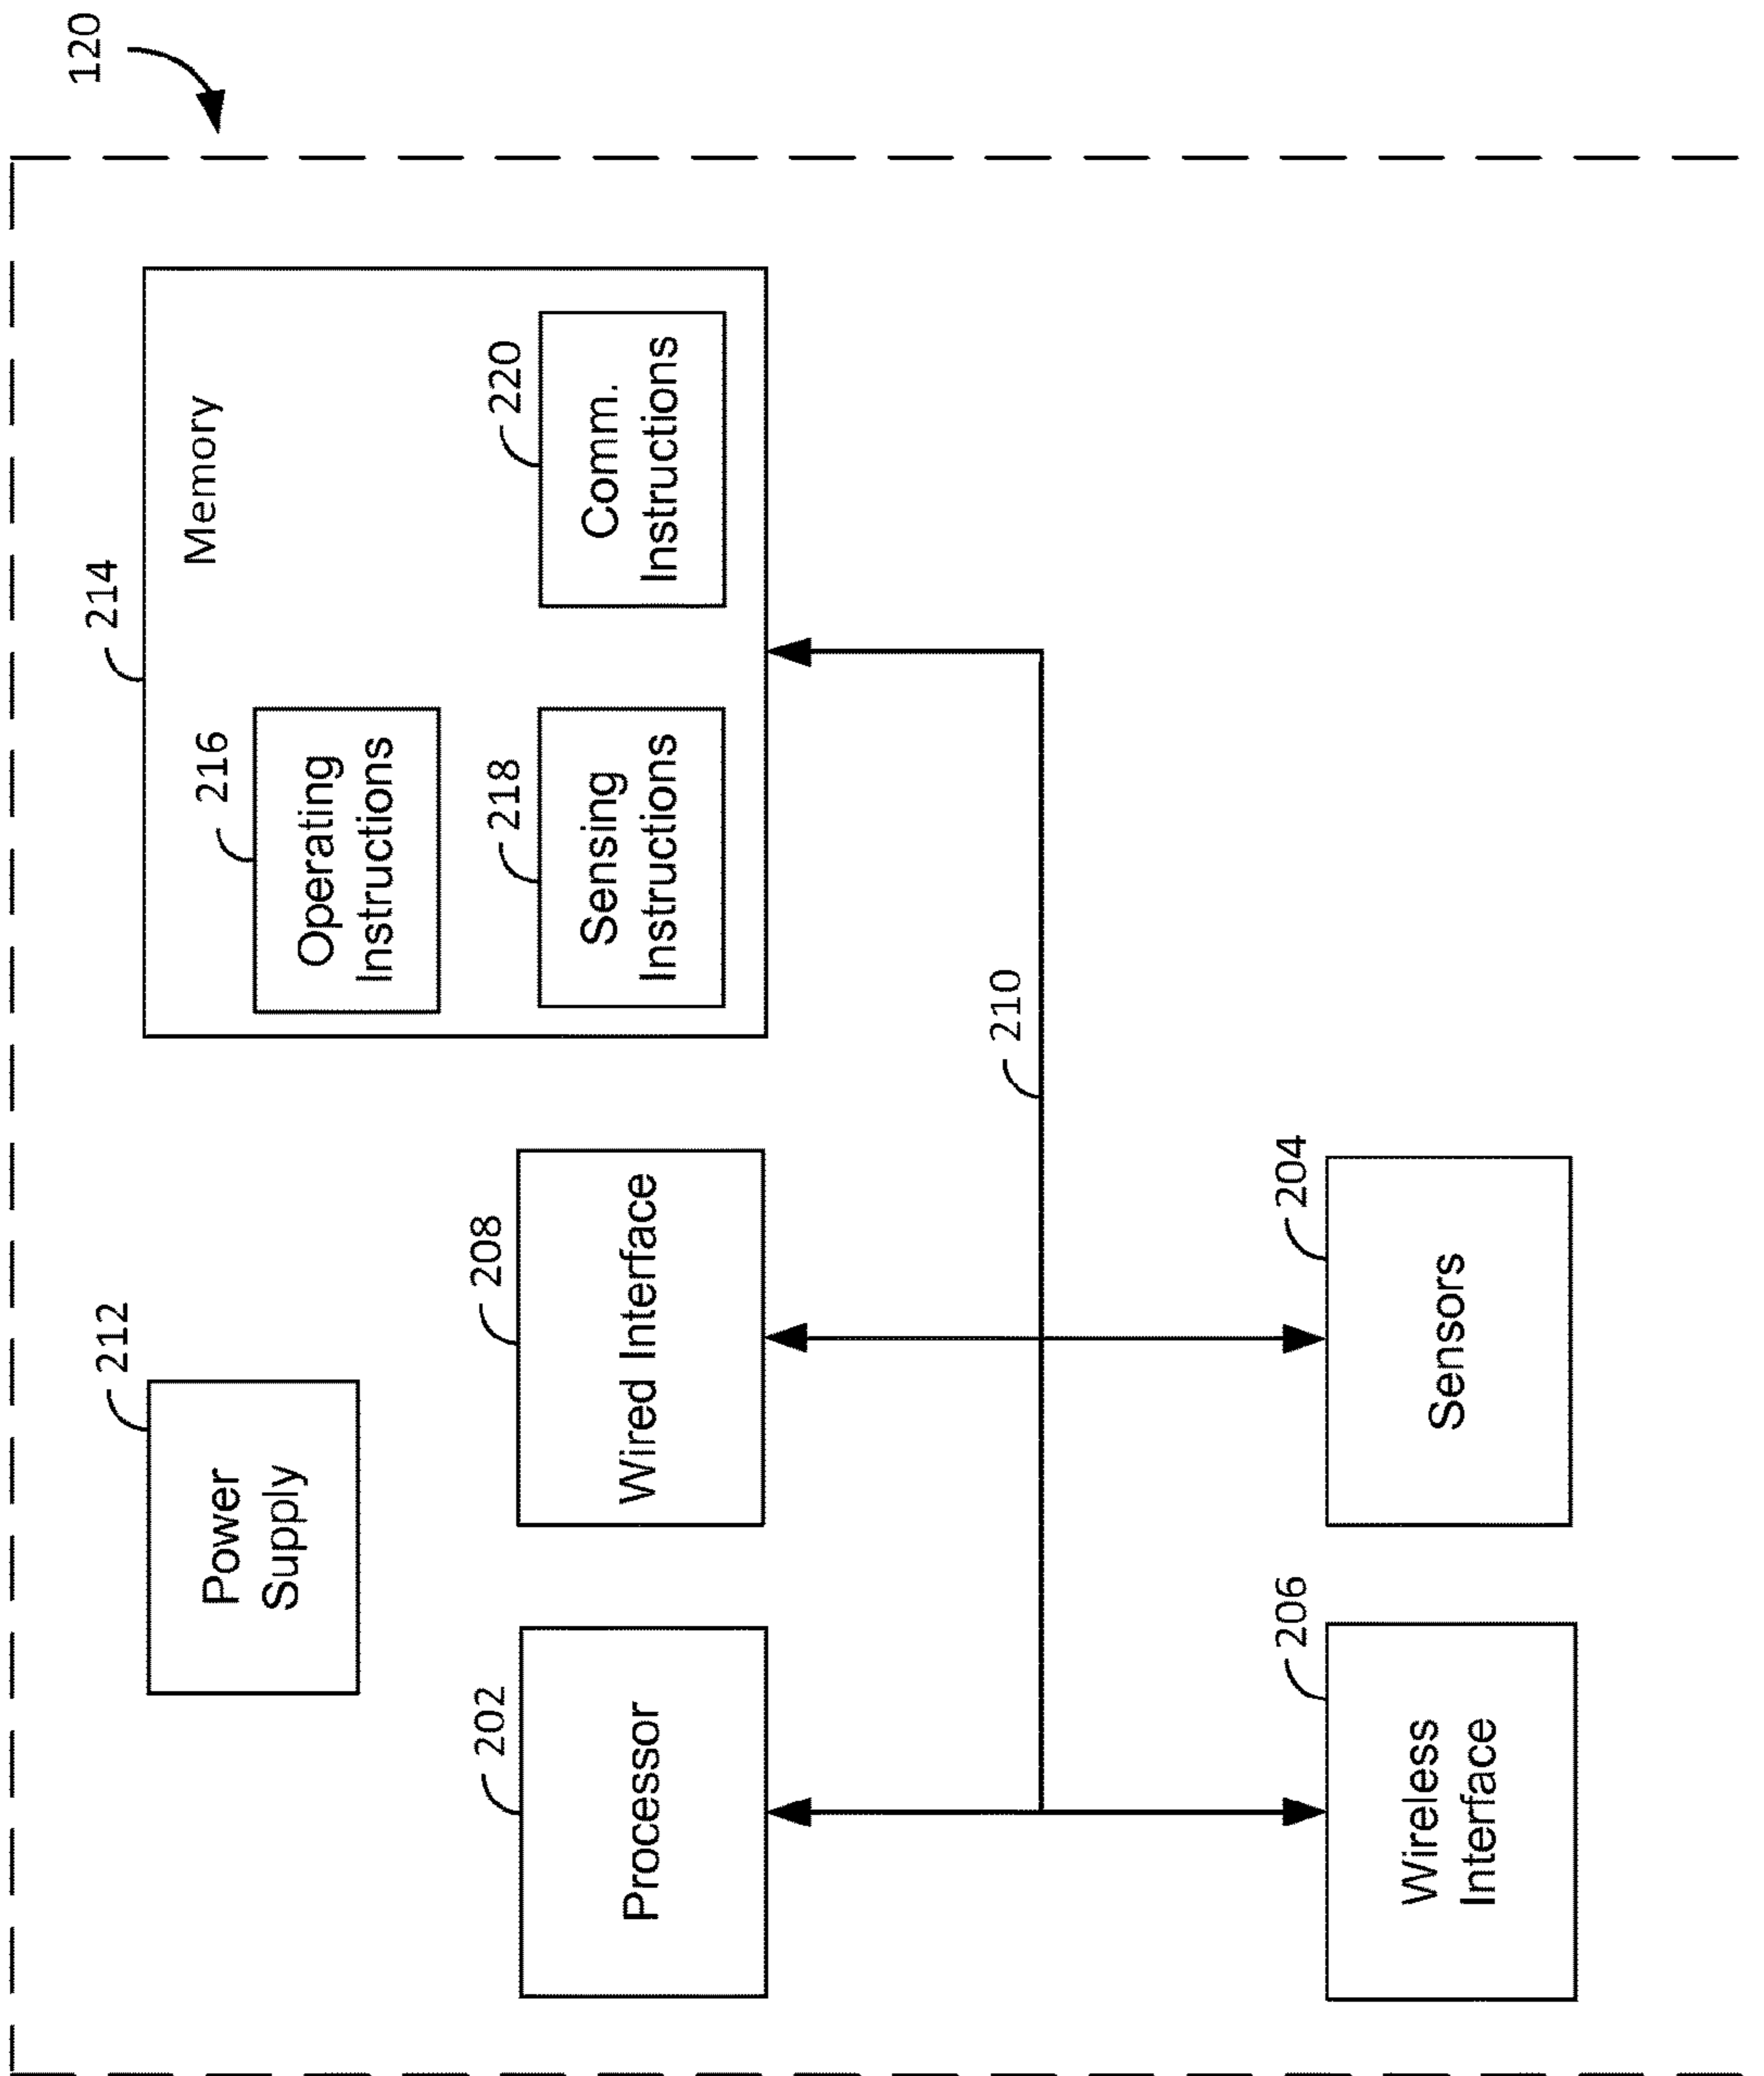 120
212
Power
Supply
214
Memory
216
Operating
Instructions
218
Sensing
Instructions
220
Comm.
Instructions
202
Processor
208
Wired Interface
210
206
Wireless
Interface
204
Sensors